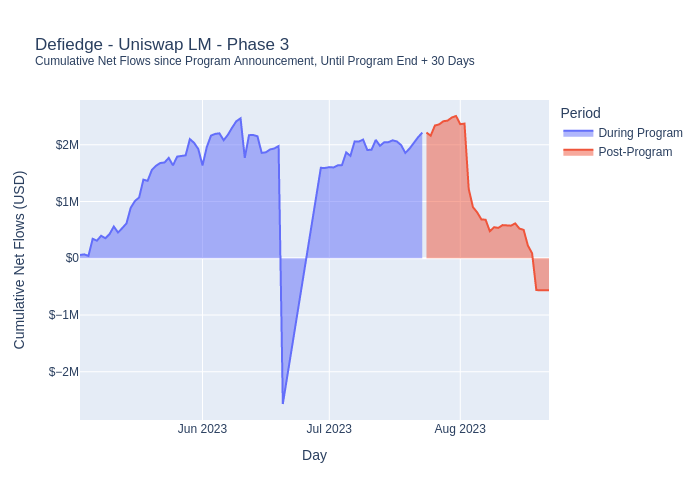 Defiedge - Uniswap LM - Phase 3
Cumulative Net Flows since Program Announcement, Until Program End + 30 Days
Period
During Program
Post-Program
$2M
$1M
$0
$−1M
$−2M
Cumulative Net Flows (USD)
Jun 2023
Jul 2023
Aug 2023
Day